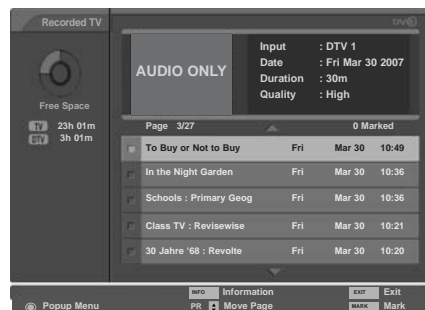 Recorded TV
DVR
AUDIO ONLY
Input : DTV 1
Date : Fri Mar 30 2007
Duration : 30m
Quality : High
Free Space
TV 23h 01m
DTV 3h 01m
Page 3/27 0 Marked
To Buy or Not to Buy Fri Mar 30 10:49
In the Night Garden Fri Mar 30 10:36
Schools : Primary Geog Fri Mar 30 10:36
Class TV : Revisewise Fri Mar 30 10:21
30 Jahre '68 : Revolte Fri Mar 30 10:20
INFO Information EXIT Exit
Popup Menu PR Move Page MARK Mark